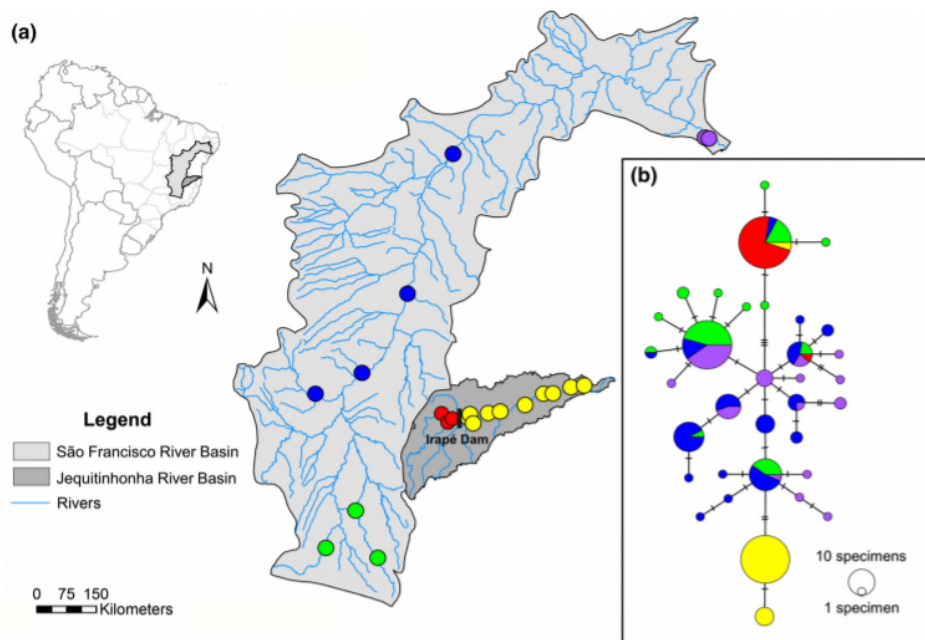 (a)
N
(b)
Irapé Dam
Legend
São Francisco River Basin
Jequitinhonha River Basin
Rivers
0 75 150
Kilometers
10 specimens
1 specimen